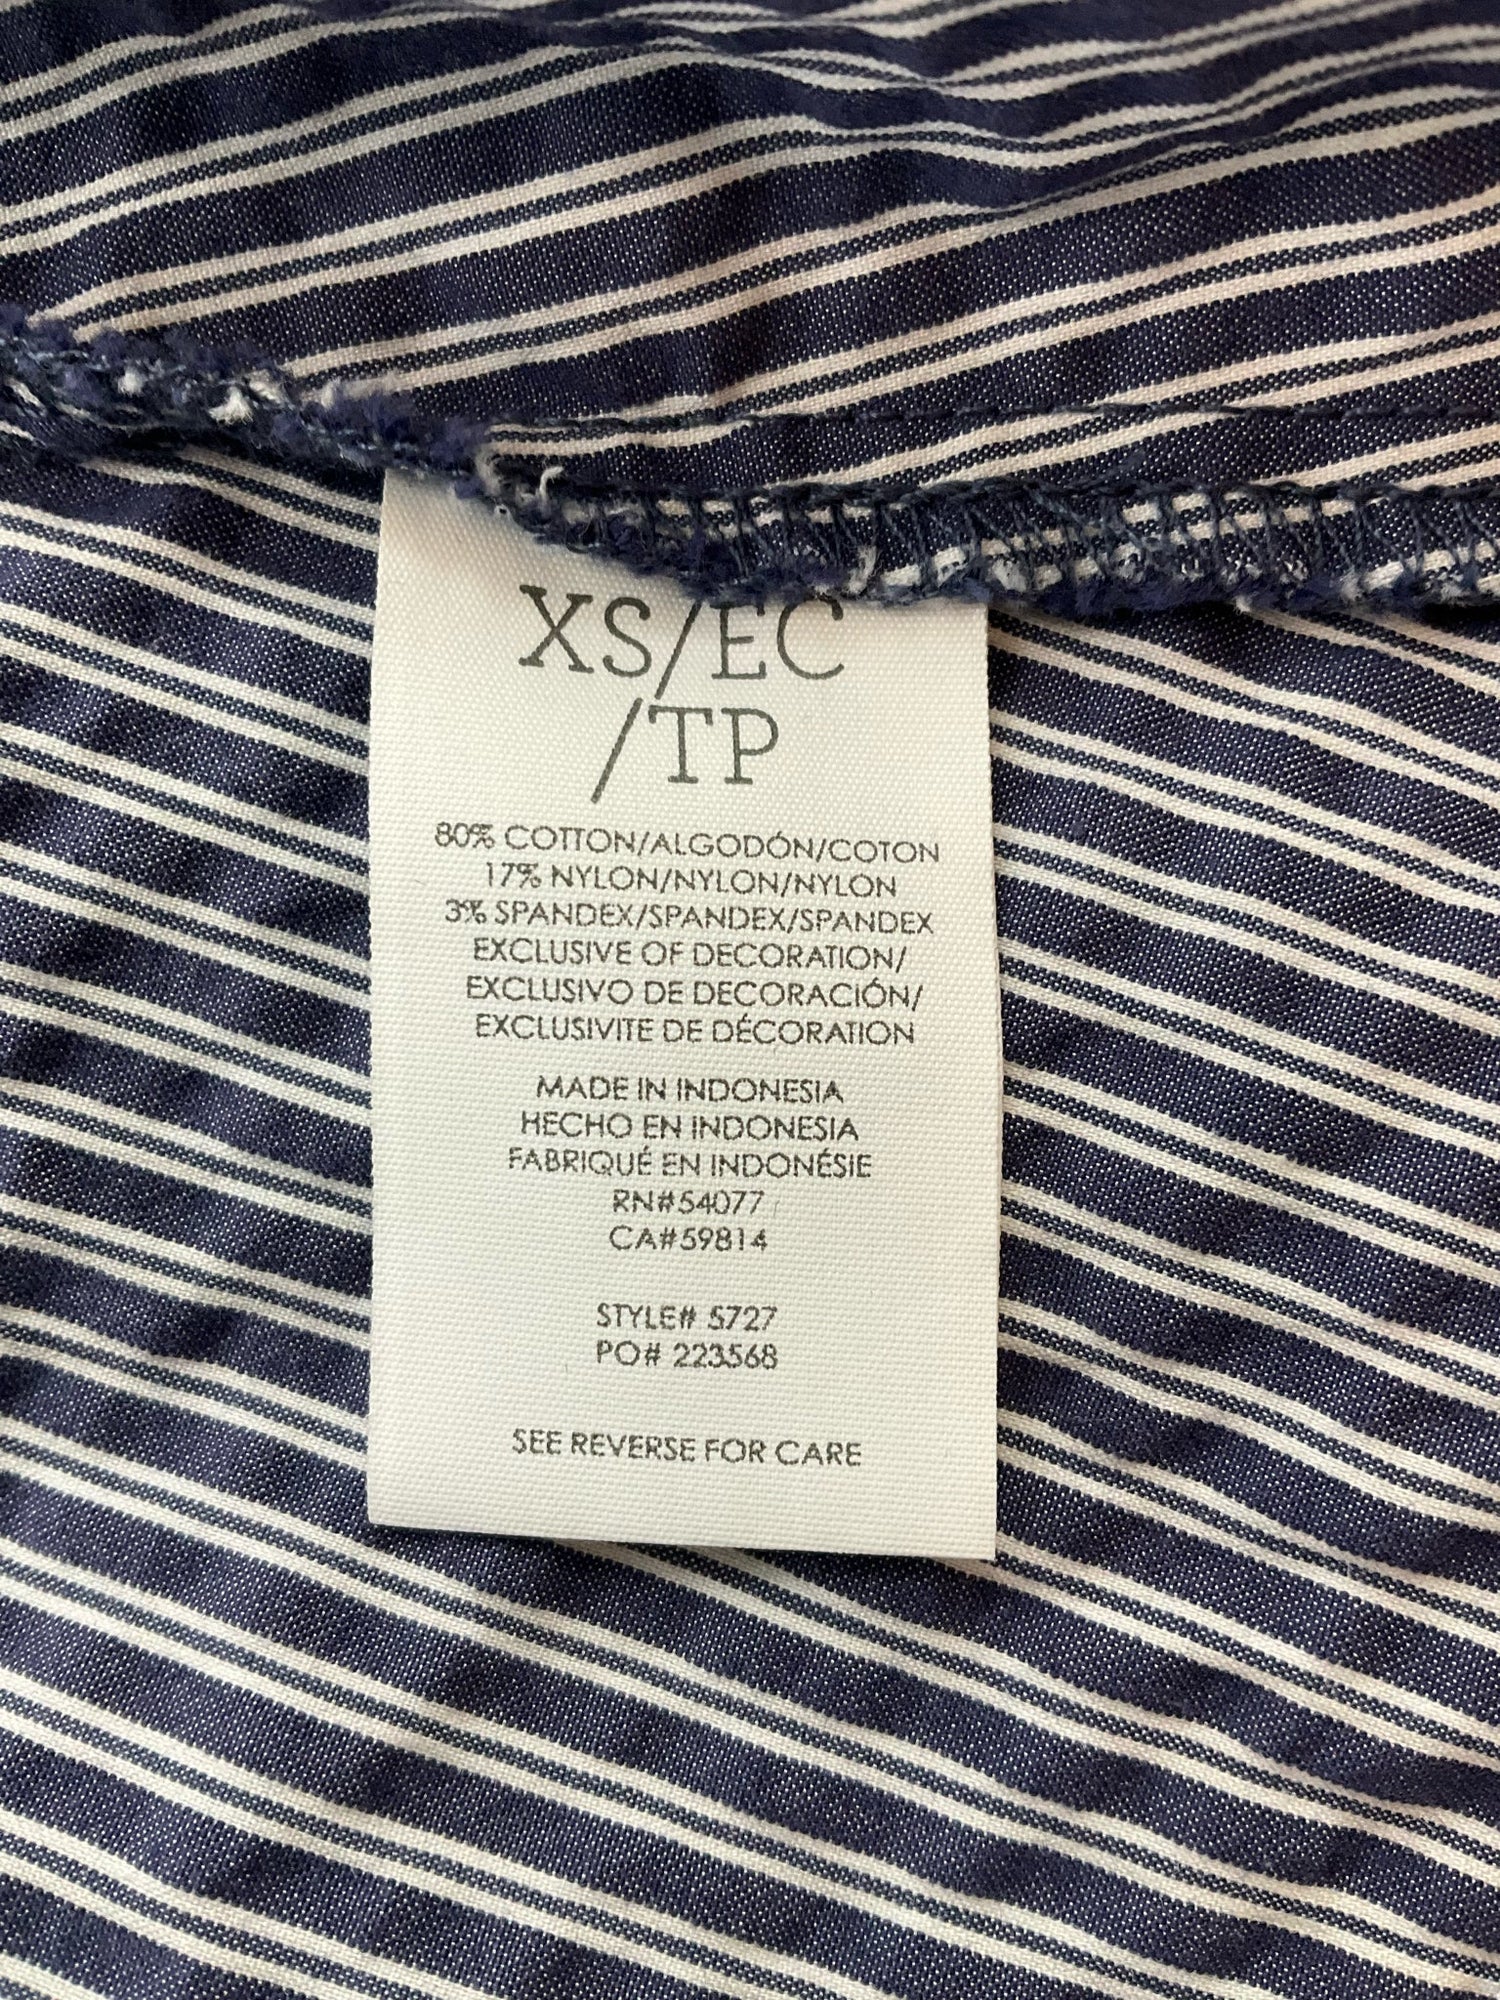 XS/EC
/TP
80% COTTON/ALGODÓN/COTON
17% NYLON/NYLON/NYLON
3% SPANDEX/SPANDEX/SPANDEX
EXCLUSIVE OF DECORATION/
EXCLUSIVO DE DECORACIÓN/
EXCLUSIVITE DE DÉCORATION
MADE IN INDONESIA
HECHO EN INDONESIA
FABRIQUÉ EN INDONÉSIE
RN#54077
CA#59814
STYLE# 5727
PO# 223568
SEE REVERSE FOR CARE